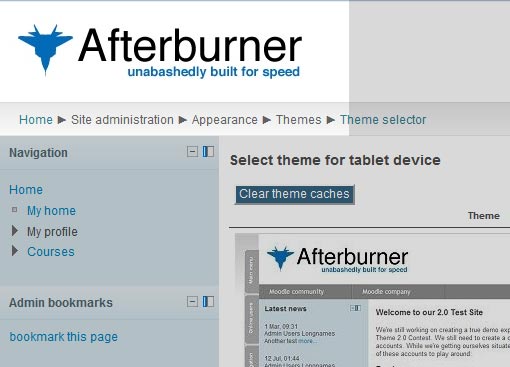 Afterburner
unabashedly built for speed
Home ► Site administration ► Appearance ► Themes ► Theme selector
Navigation
Home
My home
My profile
Courses
Admin bookmarks
bookmark this page
Select theme for tablet device
Clear theme caches
Theme
Main menu
Online users
Afterburner
unabashedly built for speed
Moodle community
Moodle company
Latest news
1 Mar, 09:31
Admin Users Longnames
Another test more...
12 Jul, 01:44
Admin Users Longnames
Welcome to our 2.0 Test Site
We're still working on creating a true demo exp
Theme 2.0 Contest. We still need to create a c
accounts. While we're getting ourselves situate
of these accounts to play around: